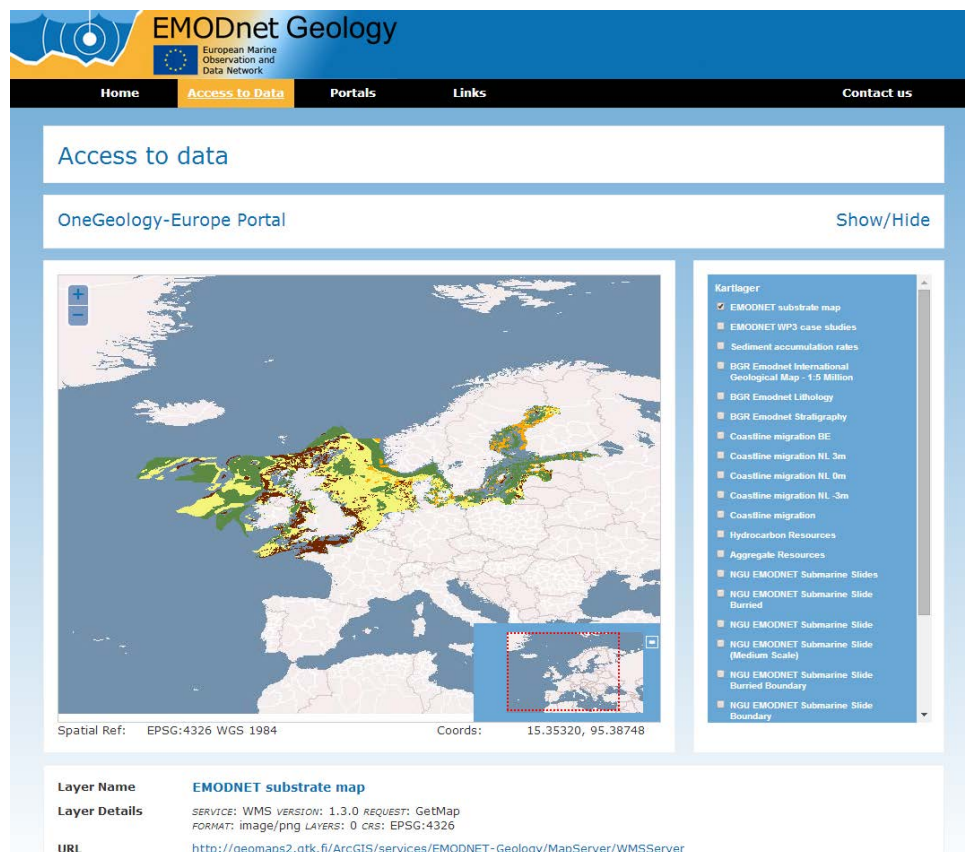 EMODnet Geology
European Marine
Observation and
Data Network
Home Access to Data Portals Links Contact us
Access to data
OneGeology-Europe Portal Show/Hide
+
−
Kartlager
EMODNET substrate map
EMODNET WP3 case studies
Sediment accumulation rates
BGR Emodnet International
Geological Map - 1:5 Million
BGR Emodnet Lithology
BGR Emodnet Stratigraphy
Coastline migration BE
Coastline migration NL 3m
Coastline migration NL 0m
Coastline migration NL -3m
Coastline migration
Hydrocarbon Resources
Aggregate Resources
NGU EMODNET Submarine Slides
NGU EMODNET Submarine Slide
Burried
NGU EMODNET Submarine Slide
NGU EMODNET Submarine Slide
(Medium Scale)
NGU EMODNET Submarine Slide
Burried Boundary
NGU EMODNET Submarine Slide
Boundary
Spatial Ref: EPSG:4326 WGS 1984 Coords: 15.35320, 95.38748
Layer Name EMODNET substrate map
Layer Details SERVICE: WMS VERSION: 1.3.0 REQUEST: GetMap
FORMAT: image/png LAYERS: 0 CRS: EPSG:4326
URL http://geomaps2.gtk.fi/ArcGIS/services/EMODNET-Geology/MapServer/WMSServer